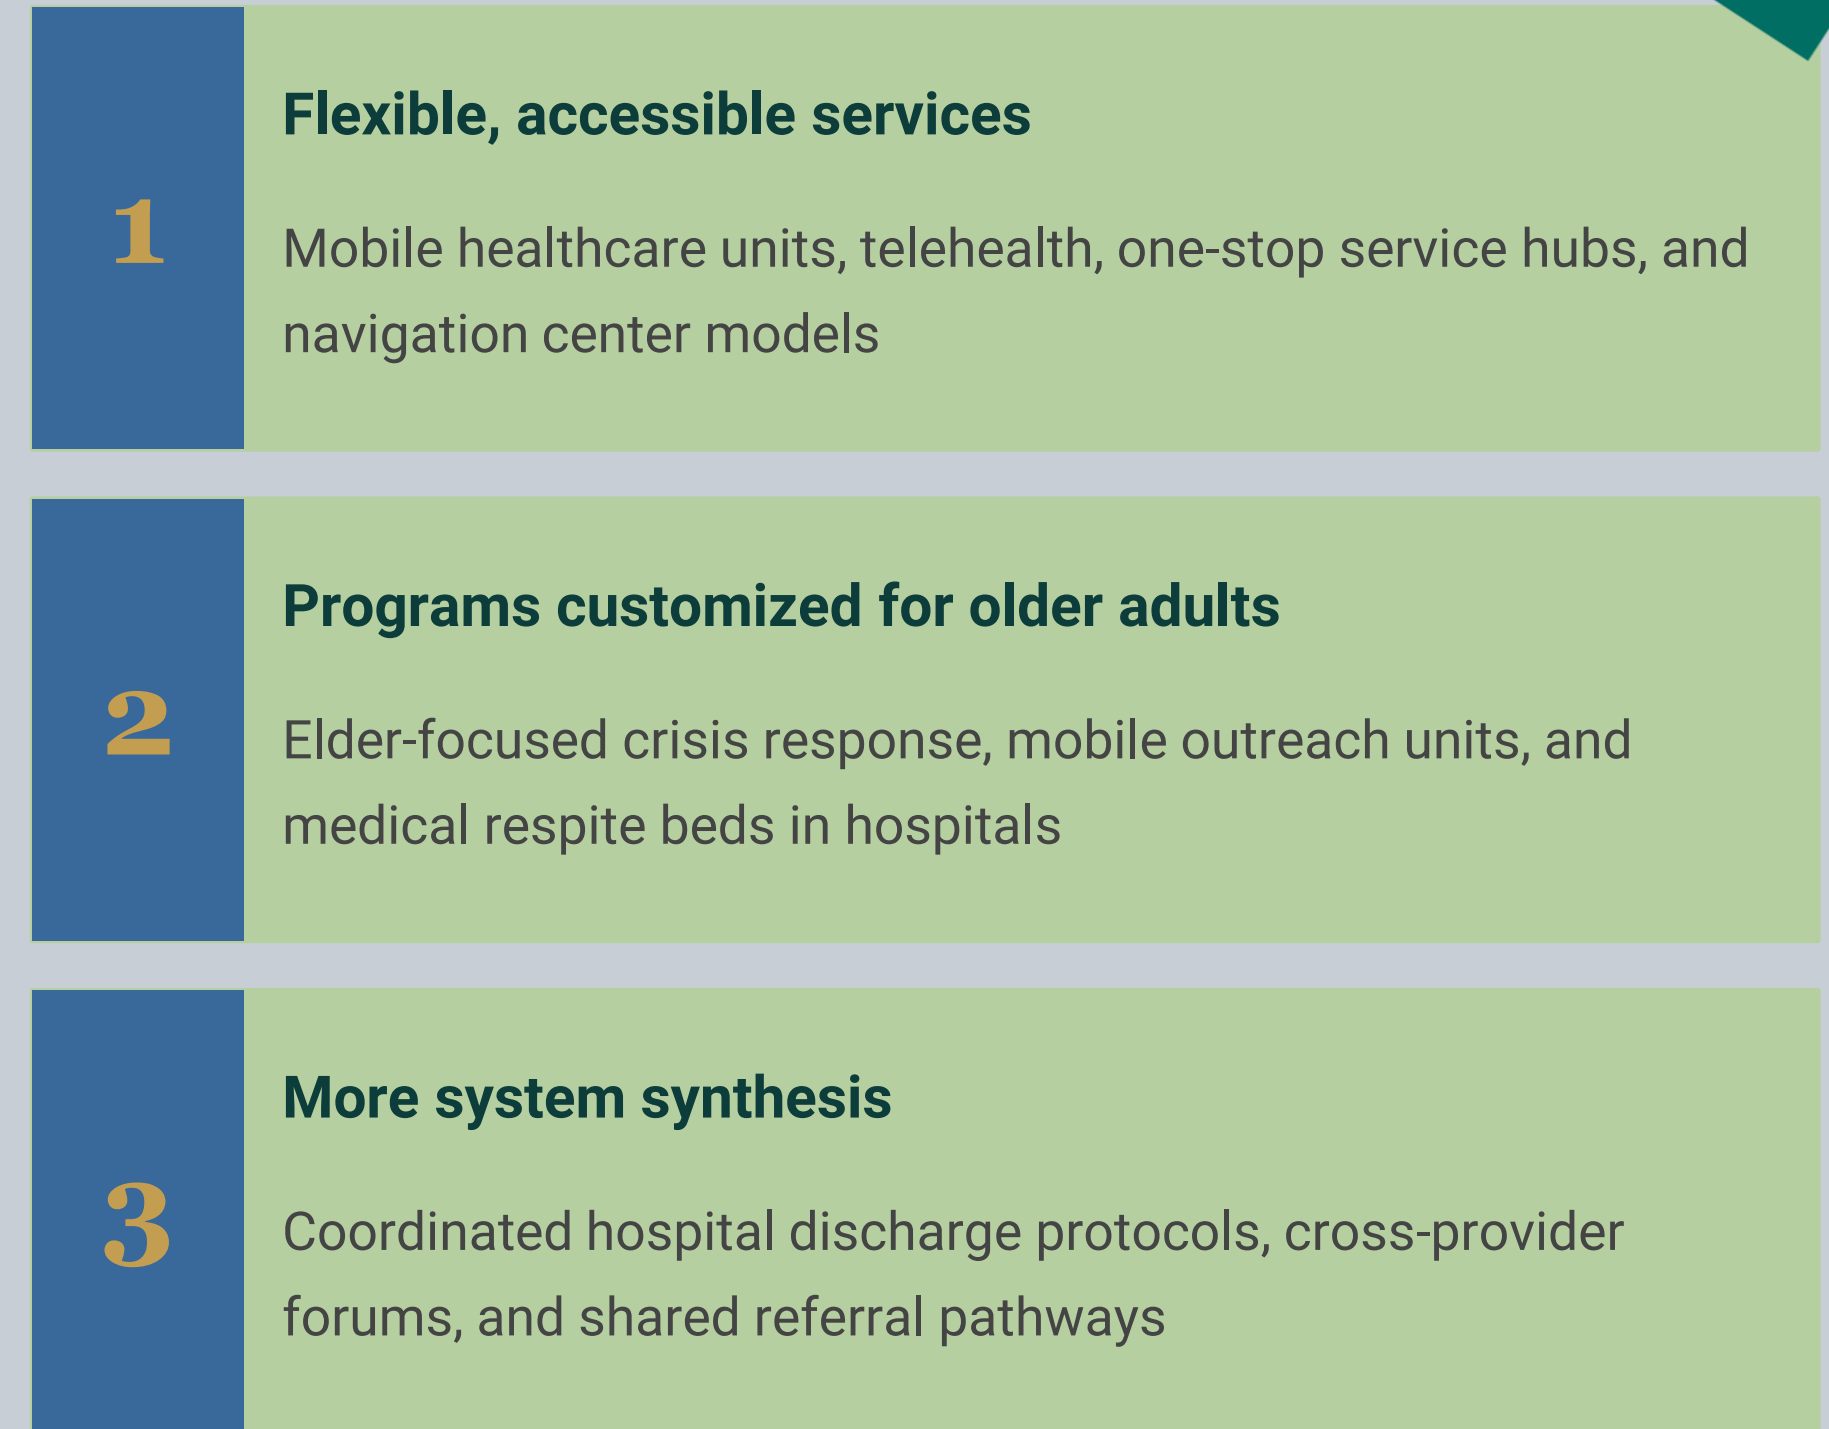 1
Flexible, accessible services
Mobile healthcare units, telehealth, one-stop service hubs, and
navigation center models
2
Programs customized for older adults
Elder-focused crisis response, mobile outreach units, and
medical respite beds in hospitals
3
More system synthesis
Coordinated hospital discharge protocols, cross-provider
forums, and shared referral pathways